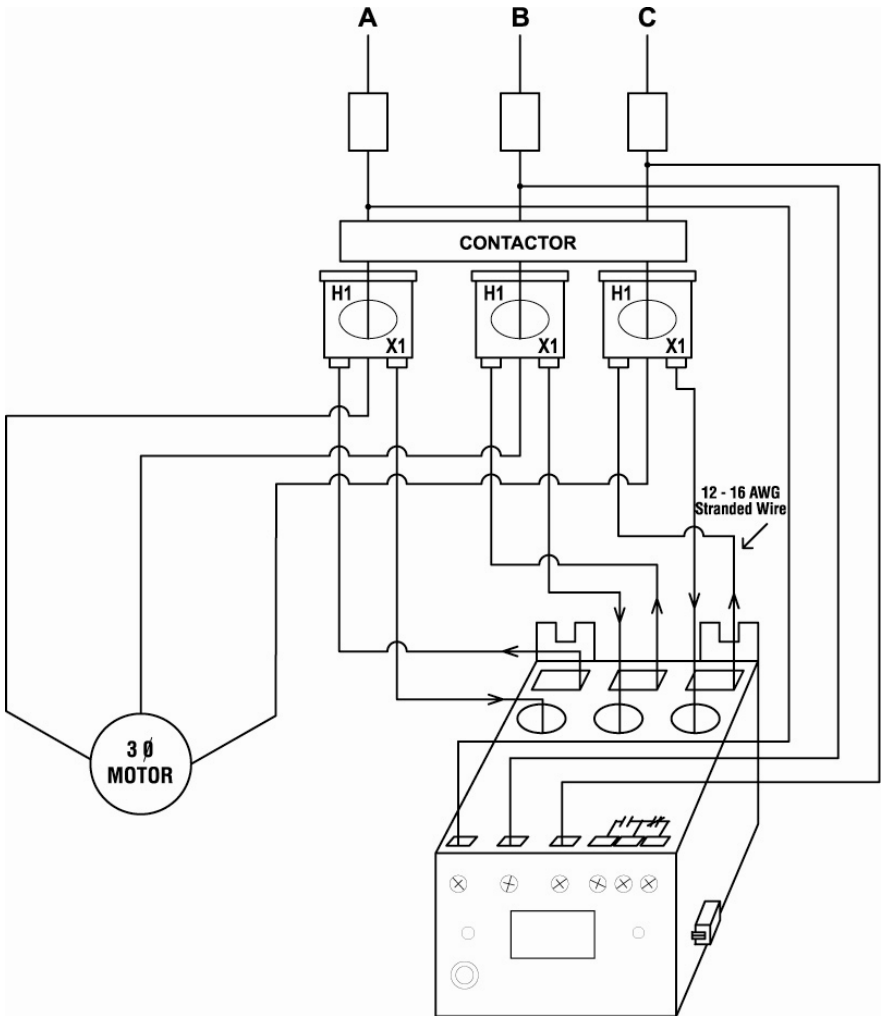 A B C
CONTACTOR
H1 H1 H1
X1 X1 X1
12 - 16 AWG
Stranded Wire
3 Ø
MOTOR